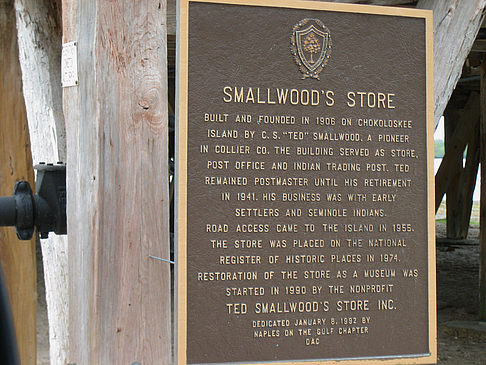 SMALLWOOD'S STORE
BUILT AND FOUNDED IN 1906 ON CHOKOLOSKEE
ISLAND BY C.S. "TED" SMALLWOOD, A PIONEER
IN COLLIER CO. THE BUILDING SERVED AS STORE,
POST OFFICE AND INDIAN TRADING POST. TED
REMAINED POSTMASTER UNTIL HIS RETIREMENT
IN 1941. HIS BUSINESS WAS WITH EARLY
SETTLERS AND SEMINOLE INDIANS.
ROAD ACCESS CAME TO THE ISLAND IN 1955.
THE STORE WAS PLACED ON THE NATIONAL
REGISTER OF HISTORIC PLACES IN 1974.
RESTORATION OF THE STORE AS A MUSEUM WAS
STARTED IN 1990 BY THE NONPROFIT
TED SMALLWOOD'S STORE INC.
DEDICATED JANUARY 8, 1992 BY
NAPLES ON THE GULF CHAPTER
DAC